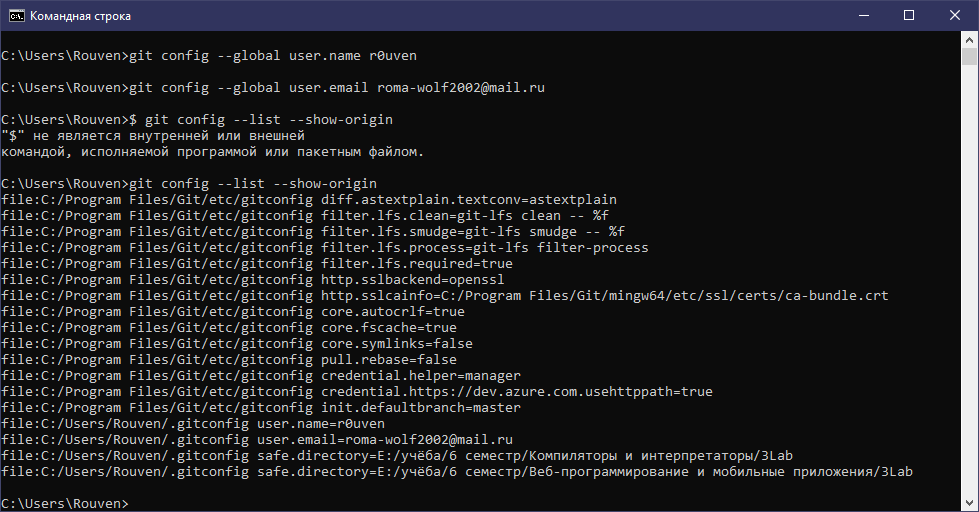 Командная строка
C:\Users\Rouven>git config --global user.name r0uven
C:\Users\Rouven>git config --global user.email roma-wolf2002@mail.ru
C:\Users\Rouven>$ git config --list --show-origin
"$" не является внутренней или внешней
командой, исполняемой программой или пакетным файлом.
C:\Users\Rouven>git config --list --show-origin
file:C:/Program Files/Git/etc/gitconfig diff.astextplain.textconv=astextplain
file:C:/Program Files/Git/etc/gitconfig filter.lfs.clean=git-lfs clean -- %f
file:C:/Program Files/Git/etc/gitconfig filter.lfs.smudge=git-lfs smudge -- %f
file:C:/Program Files/Git/etc/gitconfig filter.lfs.process=git-lfs filter-process
file:C:/Program Files/Git/etc/gitconfig filter.lfs.required=true
file:C:/Program Files/Git/etc/gitconfig http.sslbackend=openssl
file:C:/Program Files/Git/etc/gitconfig http.sslcainfo=C:/Program Files/Git/mingw64/etc/ssl/certs/ca-bundle.crt
file:C:/Program Files/Git/etc/gitconfig core.autocrlf=true
file:C:/Program Files/Git/etc/gitconfig core.fscache=true
file:C:/Program Files/Git/etc/gitconfig core.symlinks=false
file:C:/Program Files/Git/etc/gitconfig pull.rebase=false
file:C:/Program Files/Git/etc/gitconfig credential.helper=manager
file:C:/Program Files/Git/etc/gitconfig credential.https://dev.azure.com.usehttppath=true
file:C:/Program Files/Git/etc/gitconfig init.defaultbranch=master
file:C:/Users/Rouven/.gitconfig user.name=r0uven
file:C:/Users/Rouven/.gitconfig user.email=roma-wolf2002@mail.ru
file:C:/Users/Rouven/.gitconfig safe.directory=E:/учёба/6 семестр/Компиляторы и интерпретаторы/3Lab
file:C:/Users/Rouven/.gitconfig safe.directory=E:/учёба/6 семестр/Веб-программирование и мобильные приложения/3Lab
C:\Users\Rouven>